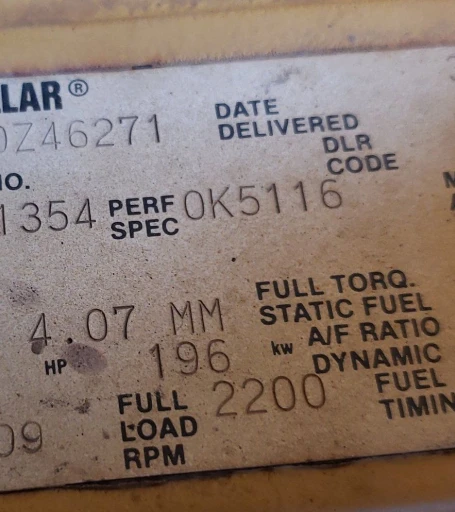 LAR®
0Z46271 DATE DELIVERED
DLR CODE
NO.
1354 PERF SPEC 0K5116
4.07 MM FULL TORQ. STATIC FUEL
HP 196 kw A/F RATIO
DYNAMIC
09 FULL LOAD RPM 2200 FUEL TIMIN